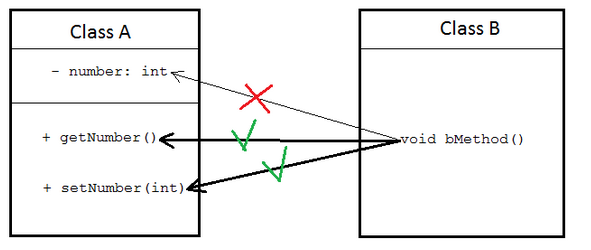 Class A
- number: int
+ getNumber()
+ setNumber(int)
Class B
void bMethod()